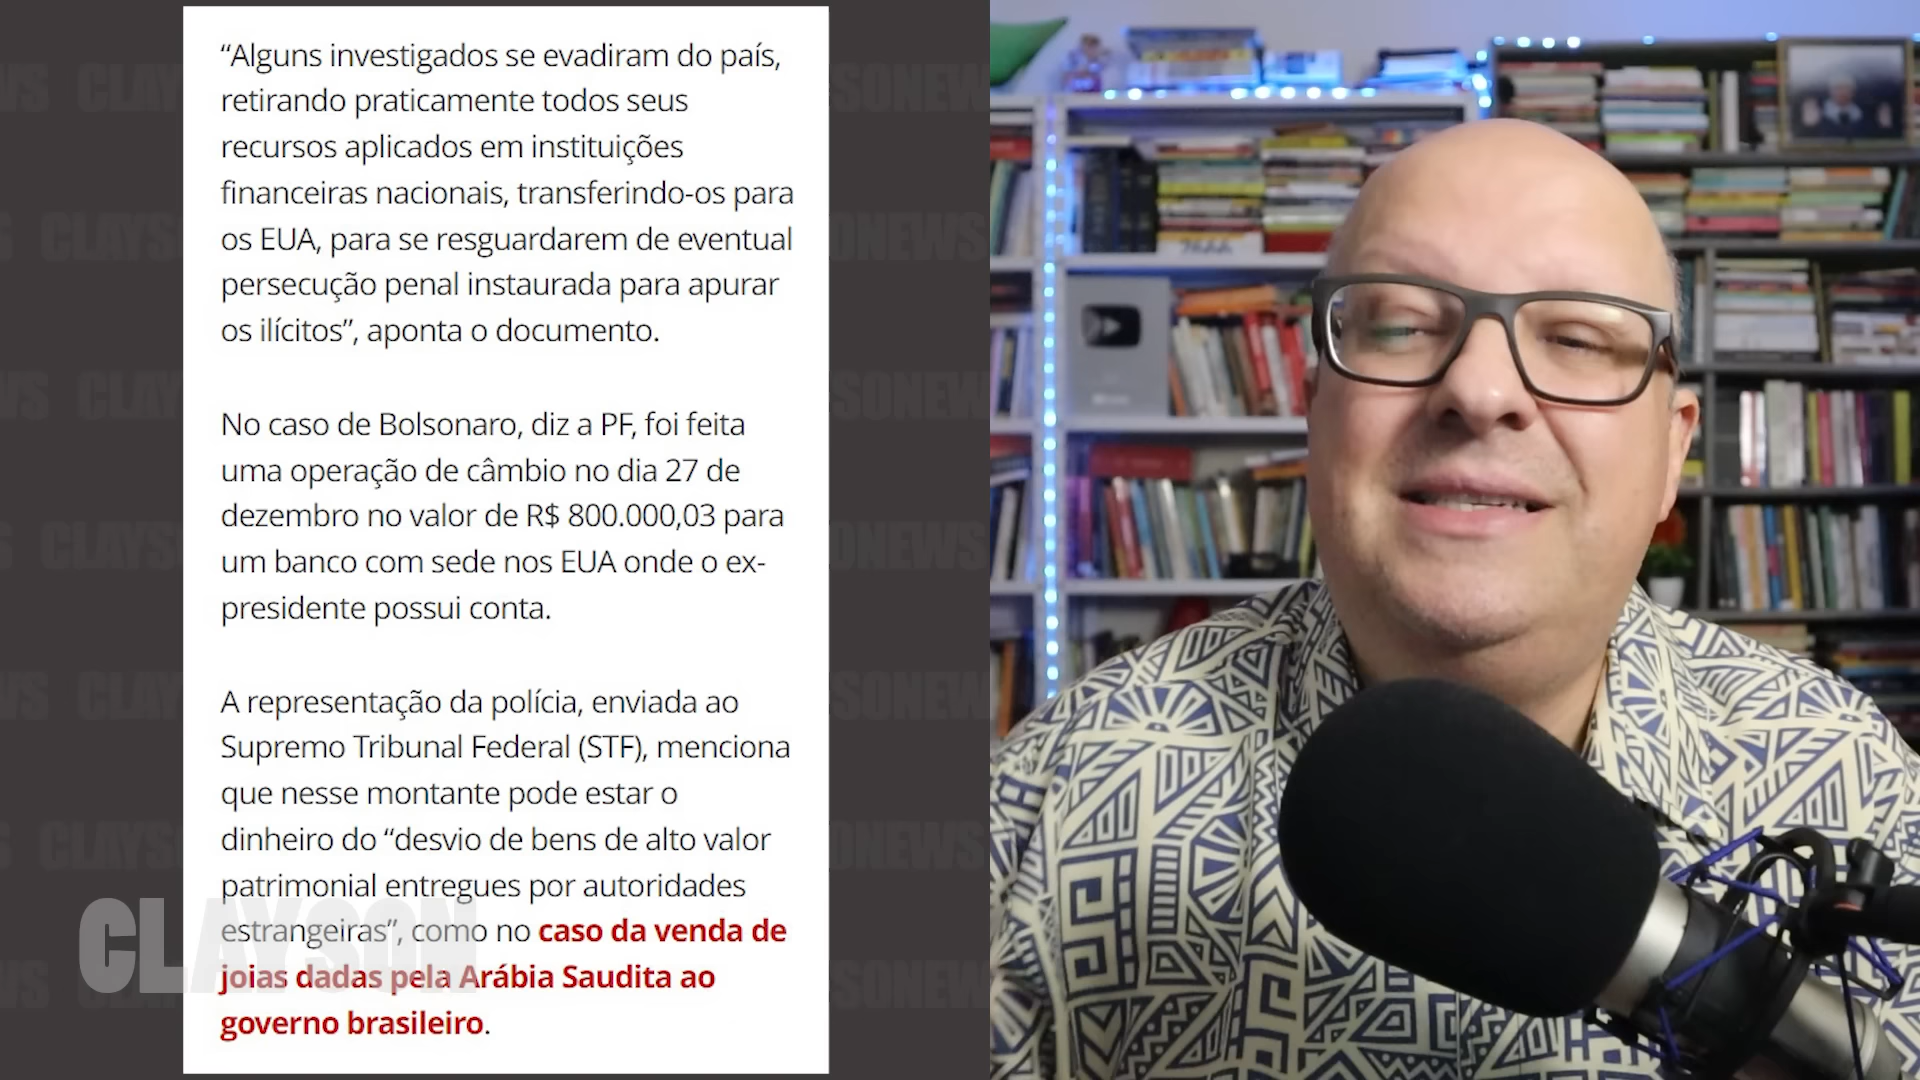 “Alguns investigados se evadiram do país,
retirando praticamente todos seus
recursos aplicados em instituições
financeiras nacionais, transferindo-os para
os EUA, para se resguardarem de eventual
persecução penal instaurada para apurar
os ilícitos”, aponta o documento.
No caso de Bolsonaro, diz a PF, foi feita
uma operação de câmbio no dia 27 de
dezembro no valor de R$ 800.000,03 para
um banco com sede nos EUA onde o ex-
presidente possui conta.
A representação da polícia, enviada ao
Supremo Tribunal Federal (STF), menciona
que nesse montante pode estar o
dinheiro do “desvio de bens de alto valor
patrimonial entregues por autoridades
estrangeiras”, como no caso da venda de
joias dadas pela Arábia Saudita ao
governo brasileiro.
CLAYSON